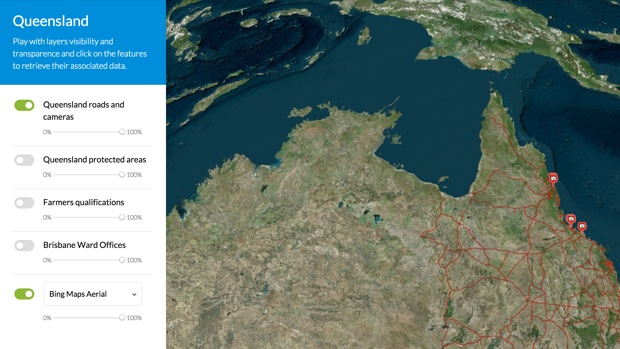 Queensland
Play with layers visibility and
transparence and click on the features
to retrieve their associated data.
Queensland roads and
cameras
0% 100%
Queensland protected areas
0% 100%
Farmers qualifications
0% 100%
Brisbane Ward Offices
0% 100%
Bing Maps Aerial
0% 100%